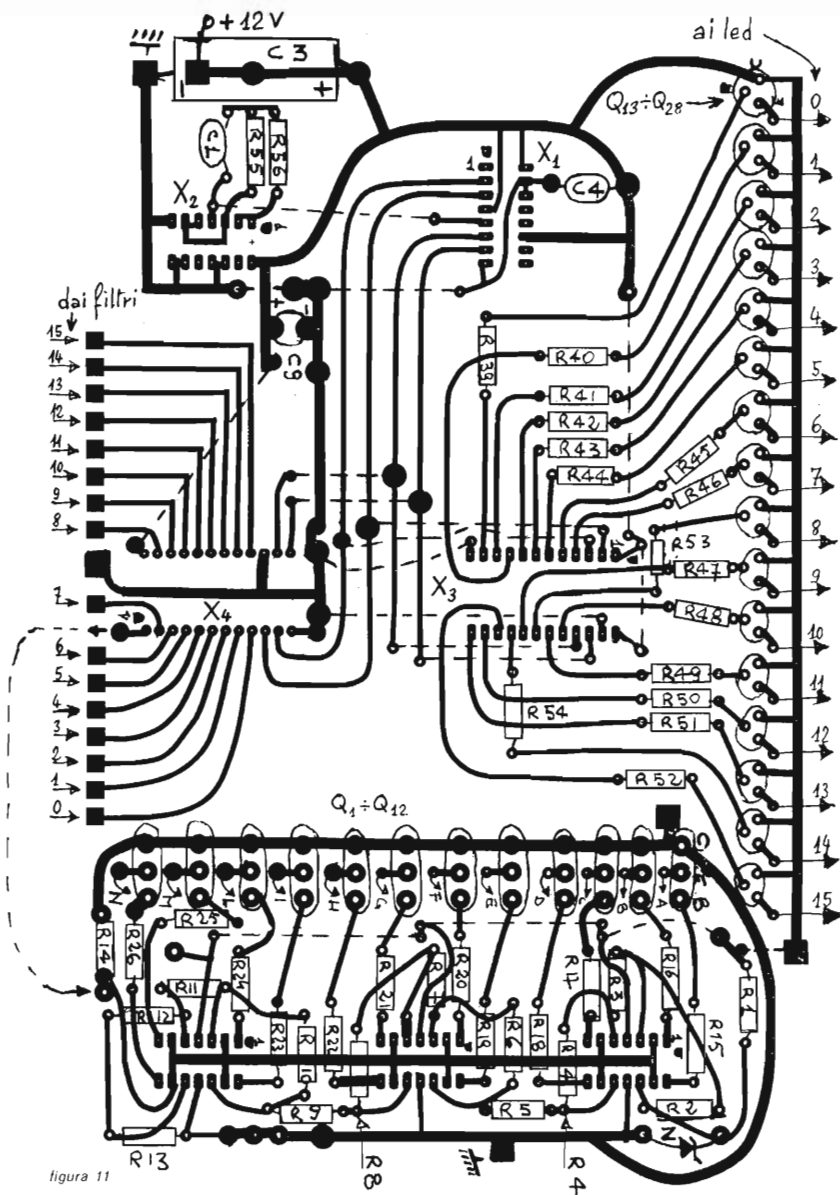 +12V
ai led
C3
+
Q13÷Q28
0
1
2
3
4
5
6
7
8
9
10
11
12
13
14
15
R55
R56
X2
1
X1
C4
dai filtri
C9
15
14
13
12
11
10
9
8
7
6
5
4
3
2
1
0
R39
R40
R41
R42
R43
R44
R45
R46
R53
R47
R48
R49
R50
R51
R52
R54
X3
X4
Q1÷Q12
N
M
L
I
H
G
F
E
D
C
B
A
C
E
B
R14
R26
R25
R24
R11
R12
R23
R10
R22
R21
R20
R19
R6
R18
R17
R3
R16
R15
R1
R13
R9
R5
R2
R8
R4
figura 11